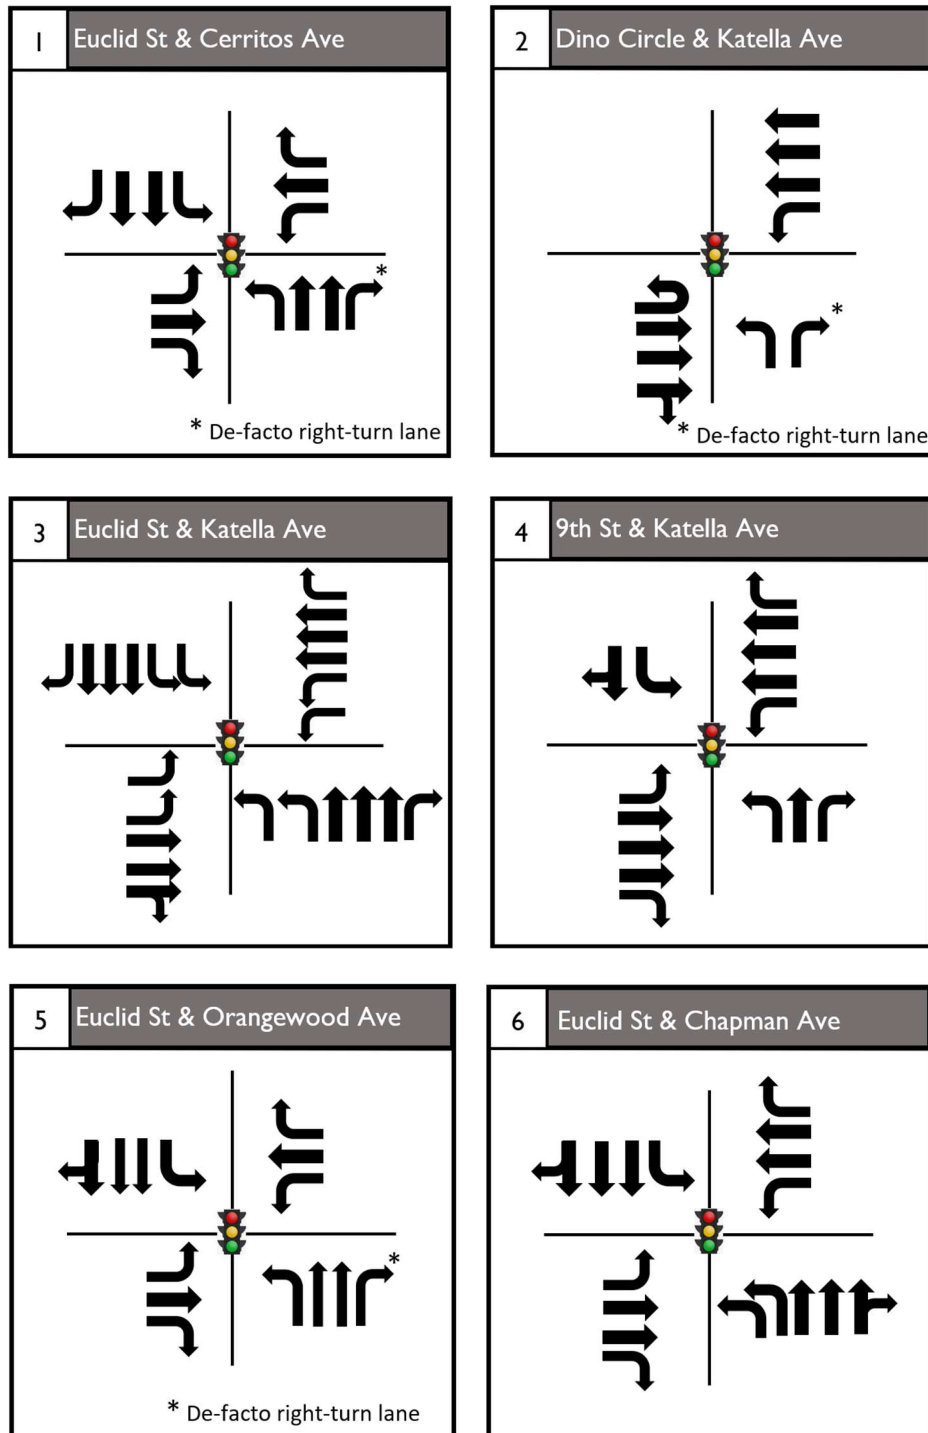 1 Euclid St & Cerritos Ave
*
* De-facto right-turn lane
2 Dino Circle & Katella Ave
*
* De-facto right-turn lane
3 Euclid St & Katella Ave
4 9th St & Katella Ave
5 Euclid St & Orangewood Ave
*
* De-facto right-turn lane
6 Euclid St & Chapman Ave